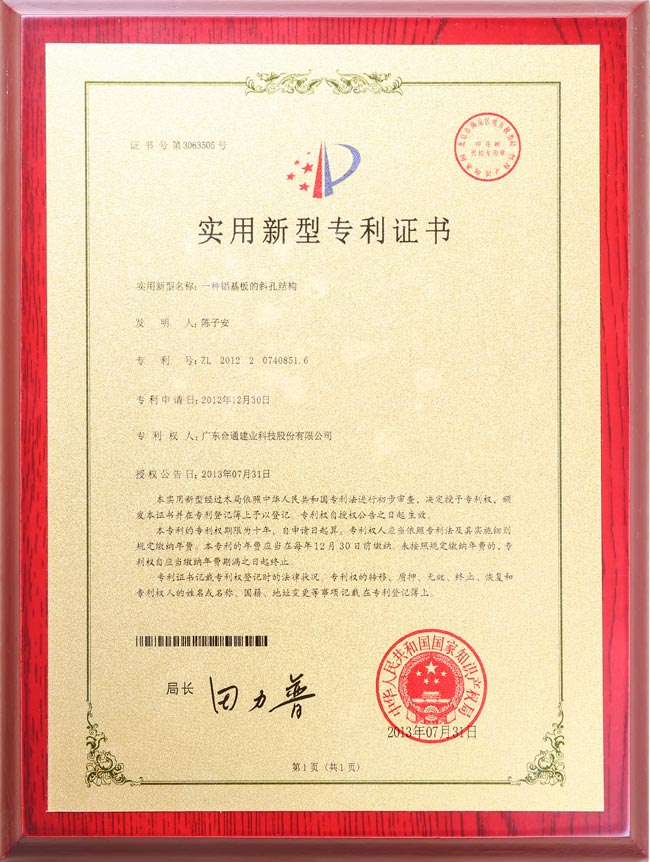 证书号第3063505号
实用新型专利证书
实用新型名称：一种铝基板的斜孔结构
发明人：陈子安
专利号：ZL 2012 2 0740851.6
专利申请日：2012年12月30日
专利权人：广东合通建业科技股份有限公司
授权公告日：2013年07月31日
本实用新型经过本局依照中华人民共和国专利法进行初步审查，决定授予专利权，颁
发本证书并在专利登记簿上予以登记。专利权自授权公告之日起生效。
本专利的专利权期限为十年，自申请日起算。专利权人应当依照专利法及其实施细则
规定缴纳年费。本专利的年费应当在每年12月30日前缴纳。未按照规定缴纳年费的，专
利权自应当缴纳年费期满之日起终止。
专利证书记载专利权登记时的法律状况。专利权的转移、质押、无效、终止、恢复和
专利权人的姓名或名称、国籍、地址变更等事项记载在专利登记簿上。
局长
田力普
中华人民共和国国家知识产权局
2013年07月31日
第1页（共1页）